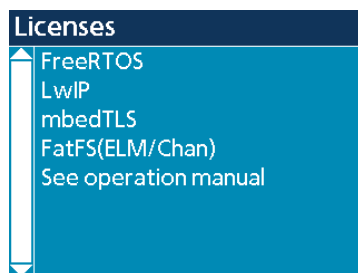 Licenses
FreeRTOS
LwIP
mbedTLS
FatFS(ELM/Chan)
See operation manual